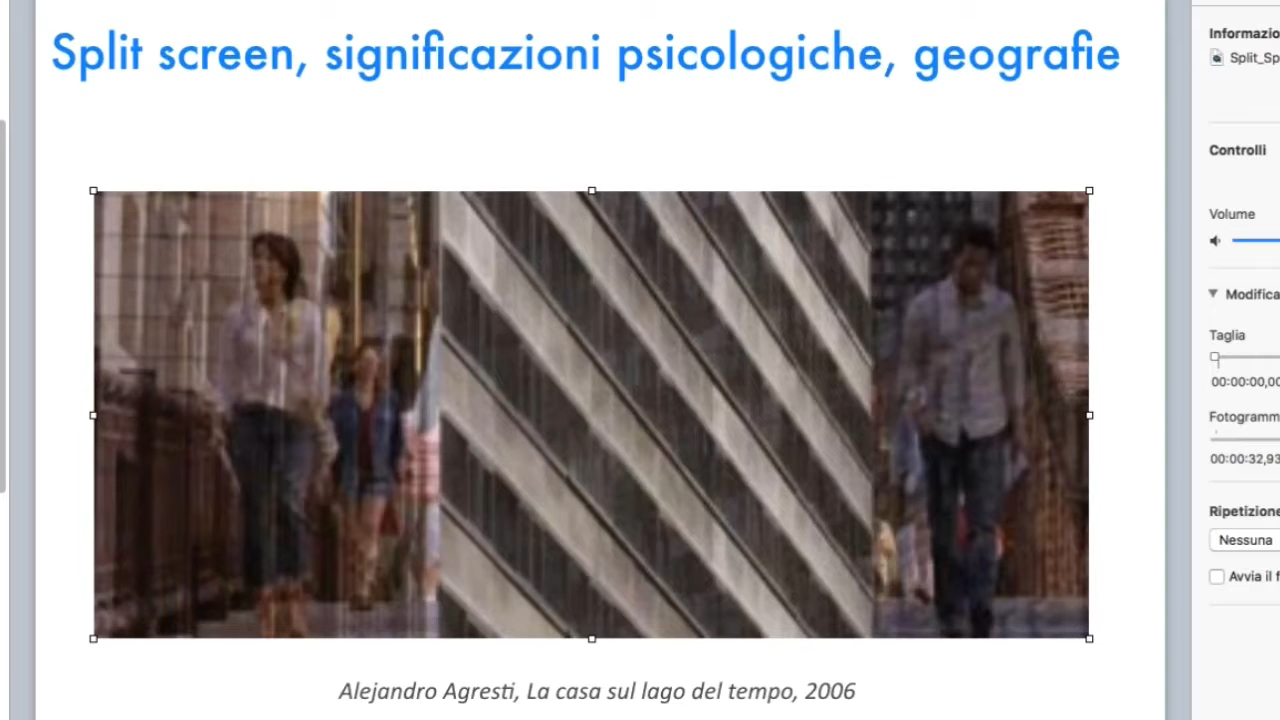 Split screen, significazioni psicologiche, geografie
Alejandro Agresti, La casa sul lago del tempo, 2006
Informazio
Split_Sp
Controlli
Volume
Modifica
Taglia
00:00:00,00
Fotogramm
00:00:32,93
Ripetizione
Nessuna
Avvia il f